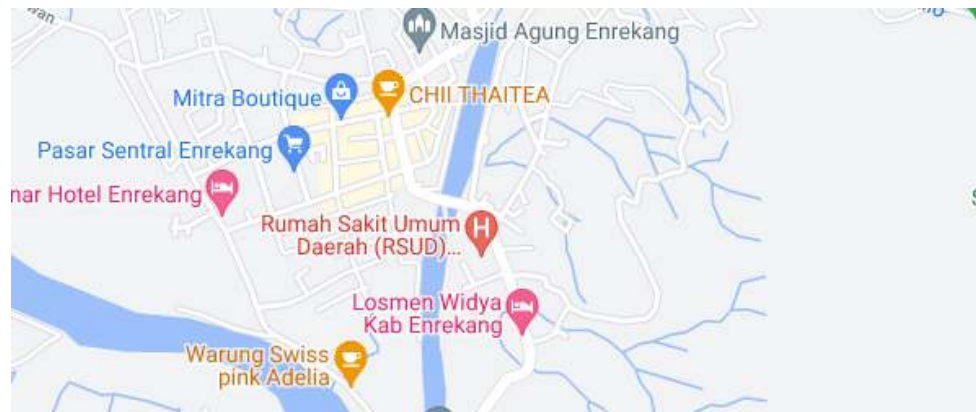 Masjid Agung Enrekang
Mitra Boutique
CHII THAITEA
Pasar Sentral Enrekang
nar Hotel Enrekang
Rumah Sakit Umum
Daerah (RSUD)...
H
Losmen Widya
Kab Enrekang
Warung Swiss
pink Adelia